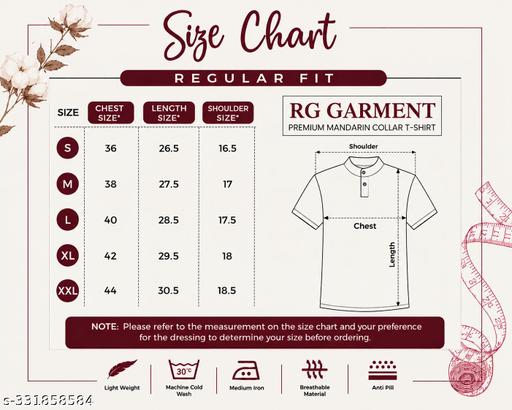 Size Chart
REGULAR FIT
SIZE CHEST SIZE* LENGTH SIZE* SHOULDER SIZE*
S 36 26.5 16.5
M 38 27.5 17
L 40 28.5 17.5
XL 42 29.5 18
XXL 44 30.5 18.5
RG GARMENT
PREMIUM MANDARIN COLLAR T-SHIRT
Shoulder
Chest
Length
NOTE: Please refer to the measurement on the size chart and your preference
for the dressing to determine your size before ordering.
30°C
Light Weight
Machine Cold
Wash
Medium Iron
Breathable
Material
Anti Pill
s-331858584